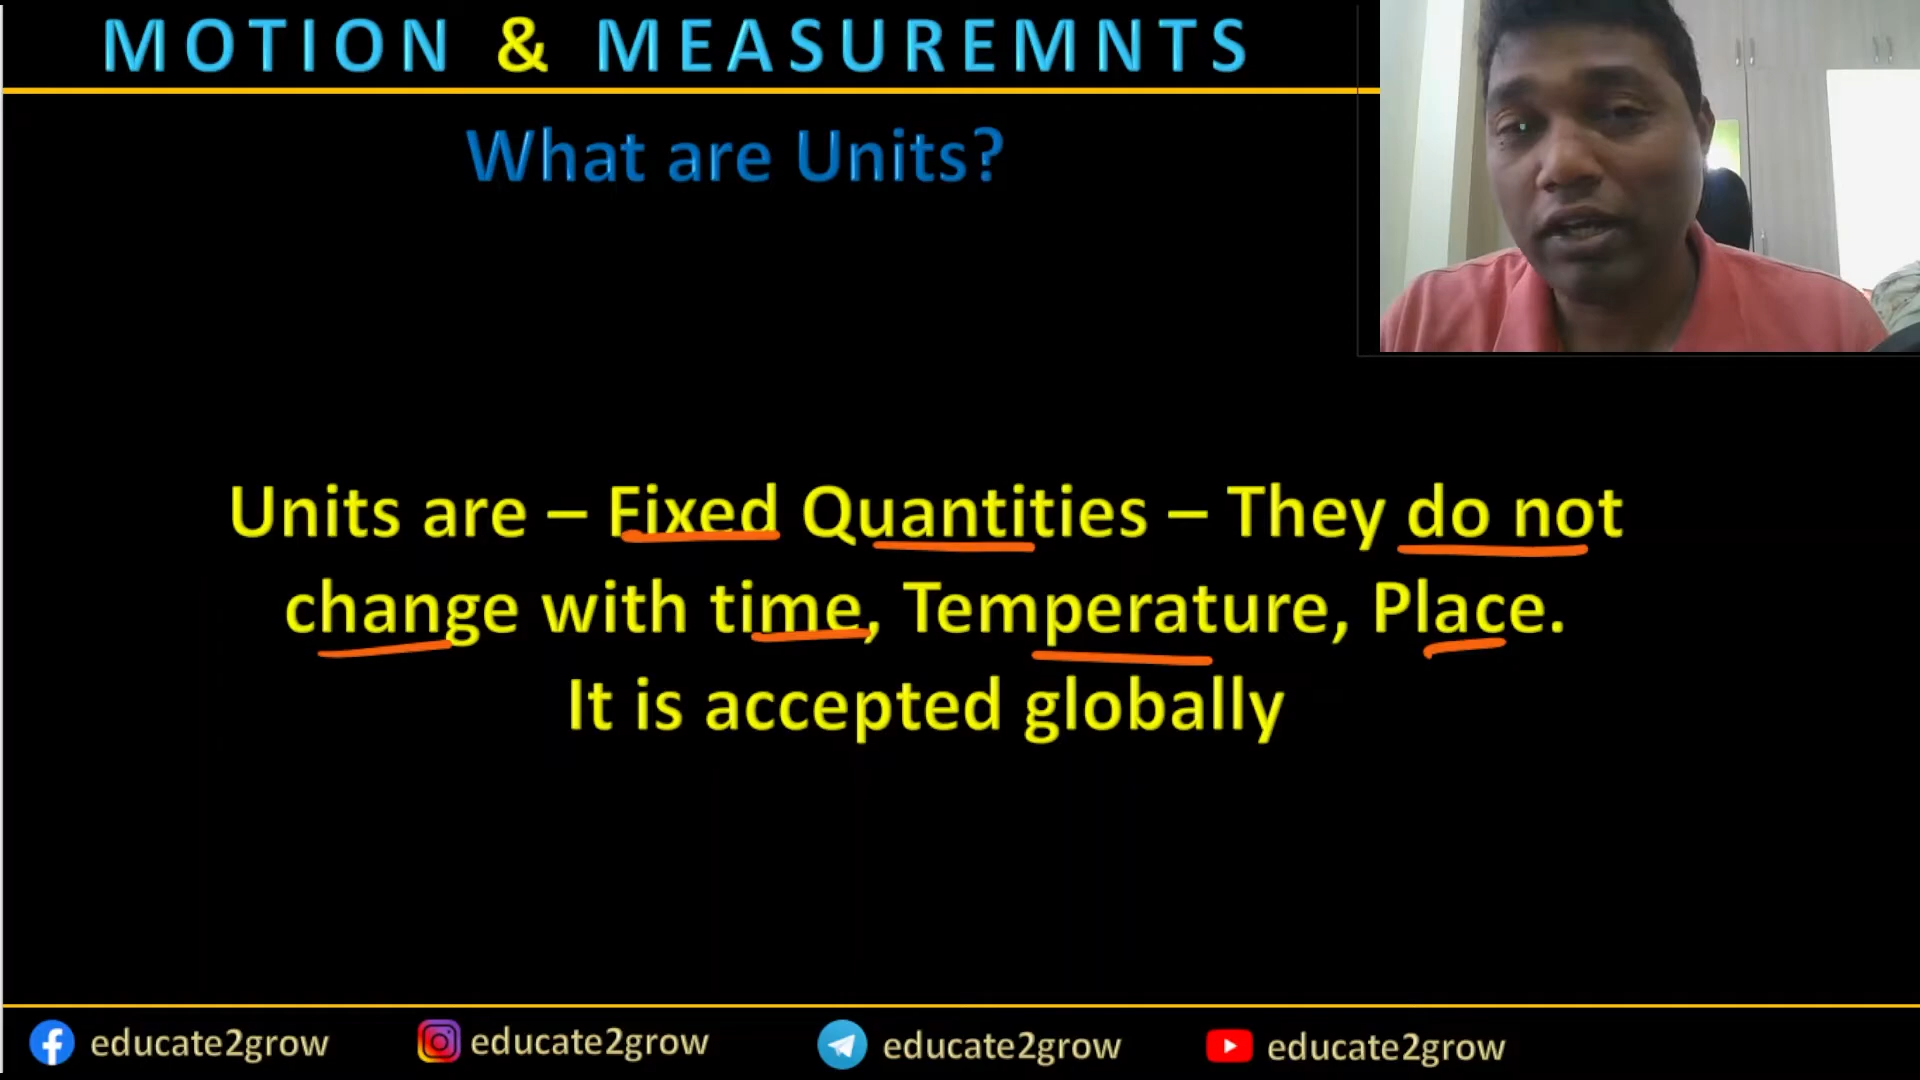 MOTION & MEASUREMNTS
What are Units?
Units are – Fixed Quantities – They do not
change with time, Temperature, Place.
It is accepted globally
educate2grow educate2grow educate2grow educate2grow